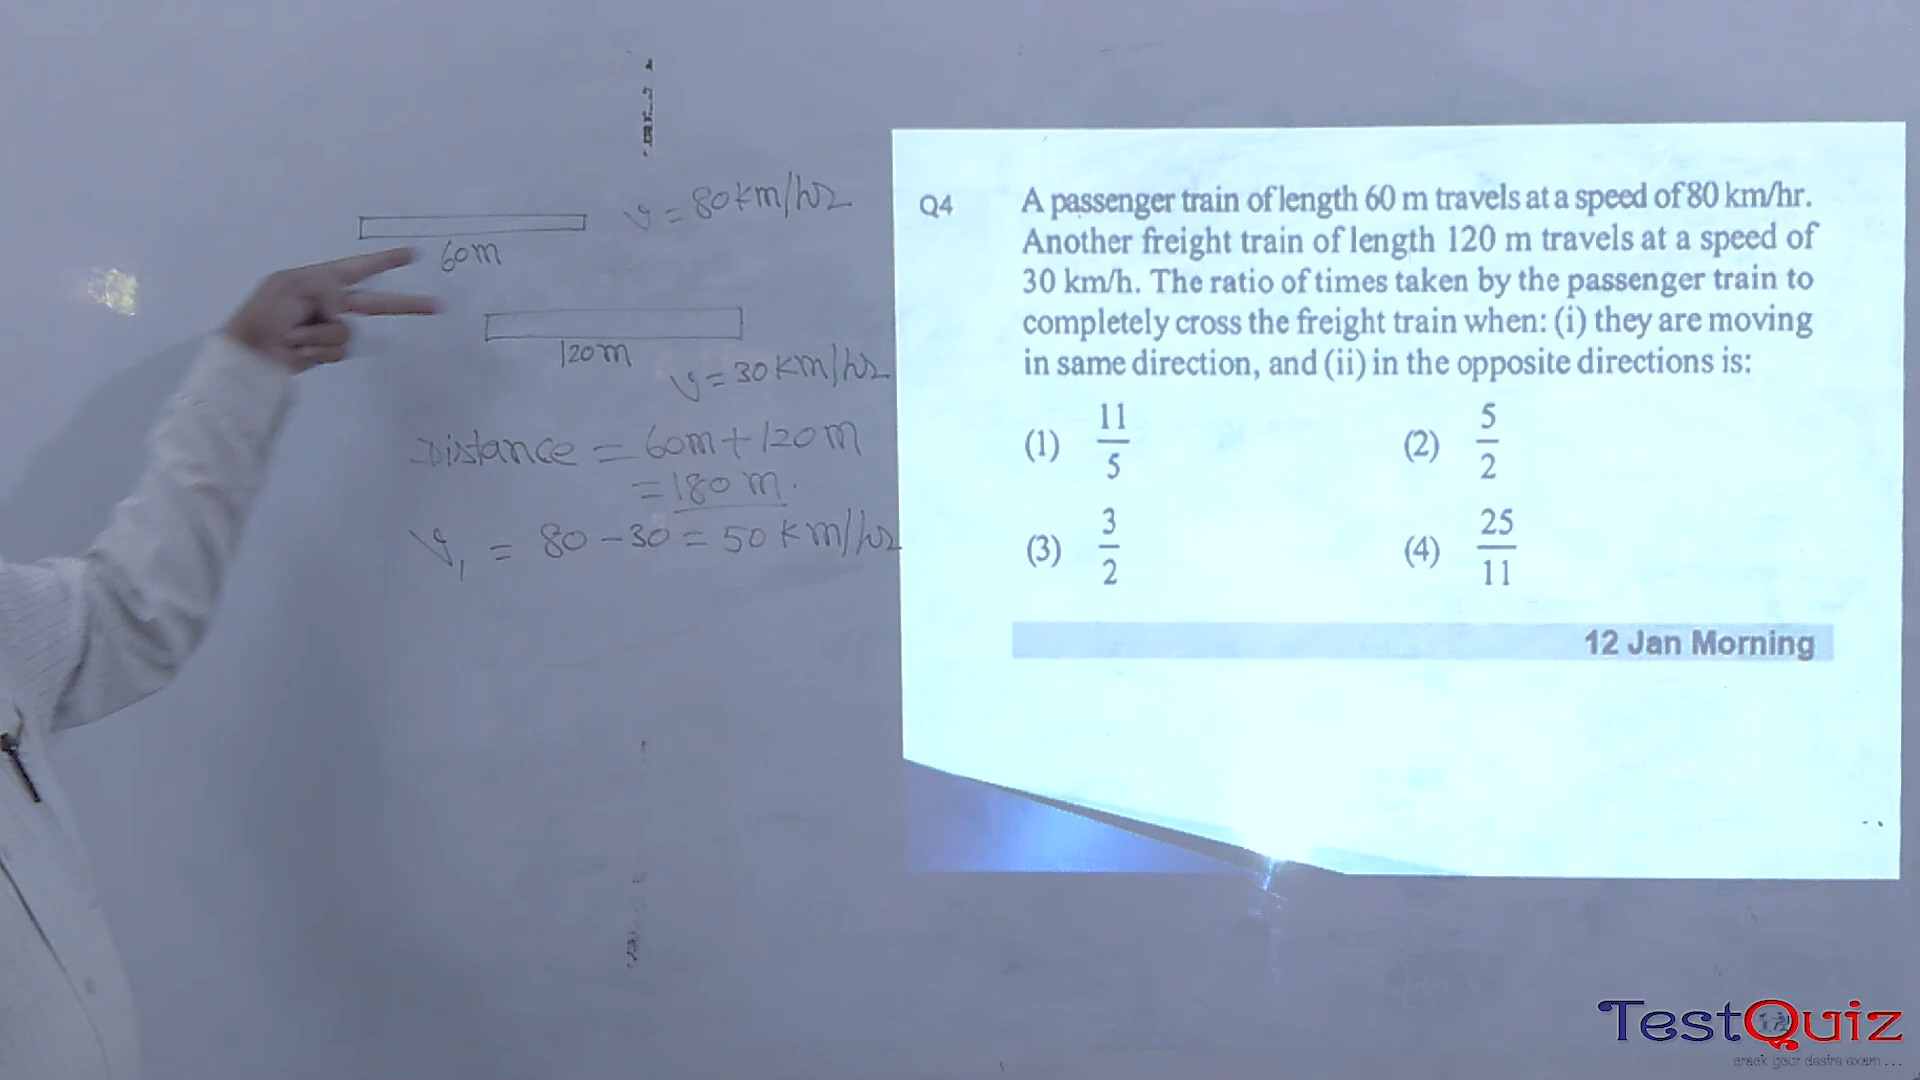 v = 80 km/hr
60m
120m
v = 30 km/hr
Distance = 60m + 120m
= 180 m.
V1 = 80 - 30 = 50 km/hr
Q4 A passenger train of length 60 m travels at a speed of 80 km/hr.
Another freight train of length 120 m travels at a speed of
30 km/h. The ratio of times taken by the passenger train to
completely cross the freight train when: (i) they are moving
in same direction, and (ii) in the opposite directions is:
(1) 11/5 (2) 5/2
(3) 3/2 (4) 25/11
12 Jan Morning
TestQuiz
crack your desire exam ...